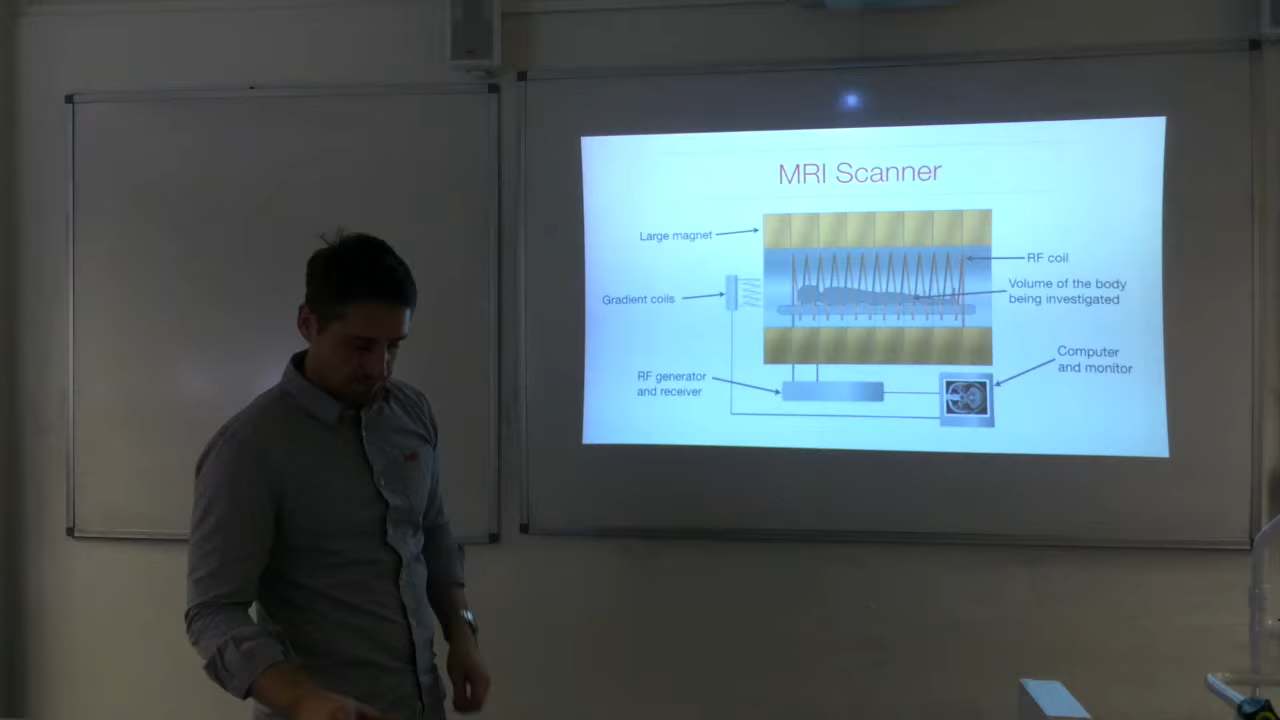 MRI Scanner
Large magnet
RF coil
Gradient coils
Volume of the body
being investigated
RF generator
and receiver
Computer
and monitor